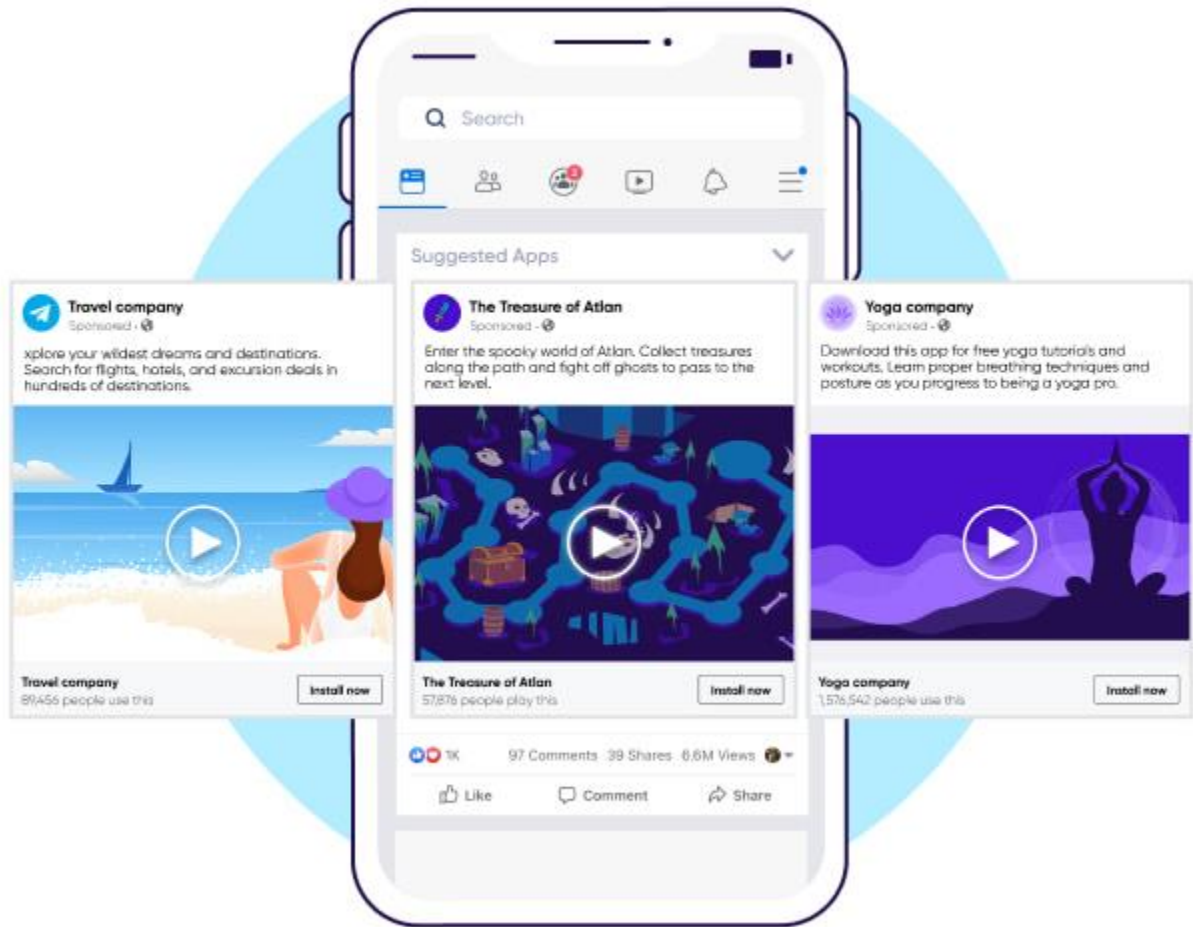 Search
2
Suggested Apps
Travel company
Sponsored -
xplore your wildest dreams and destinations.
Search for flights, hotels, and excursion deals in
hundreds of destinations.
Travel company
89,456 people use this
Install now
The Treasure of Atlan
Sponsored -
Enter the spooky world of Atlan. Collect treasures
along the path and fight off ghosts to pass to the
next level.
The Treasure of Atlan
57,876 people play this
Install now
Yoga company
Sponsored -
Download this app for free yoga tutorials and
workouts. Learn proper breathing techniques and
posture as you progress to being a yoga pro.
Yoga company
1,576,542 people use this
Install now
1K 97 Comments 39 Shares 6.6M Views
Like Comment Share